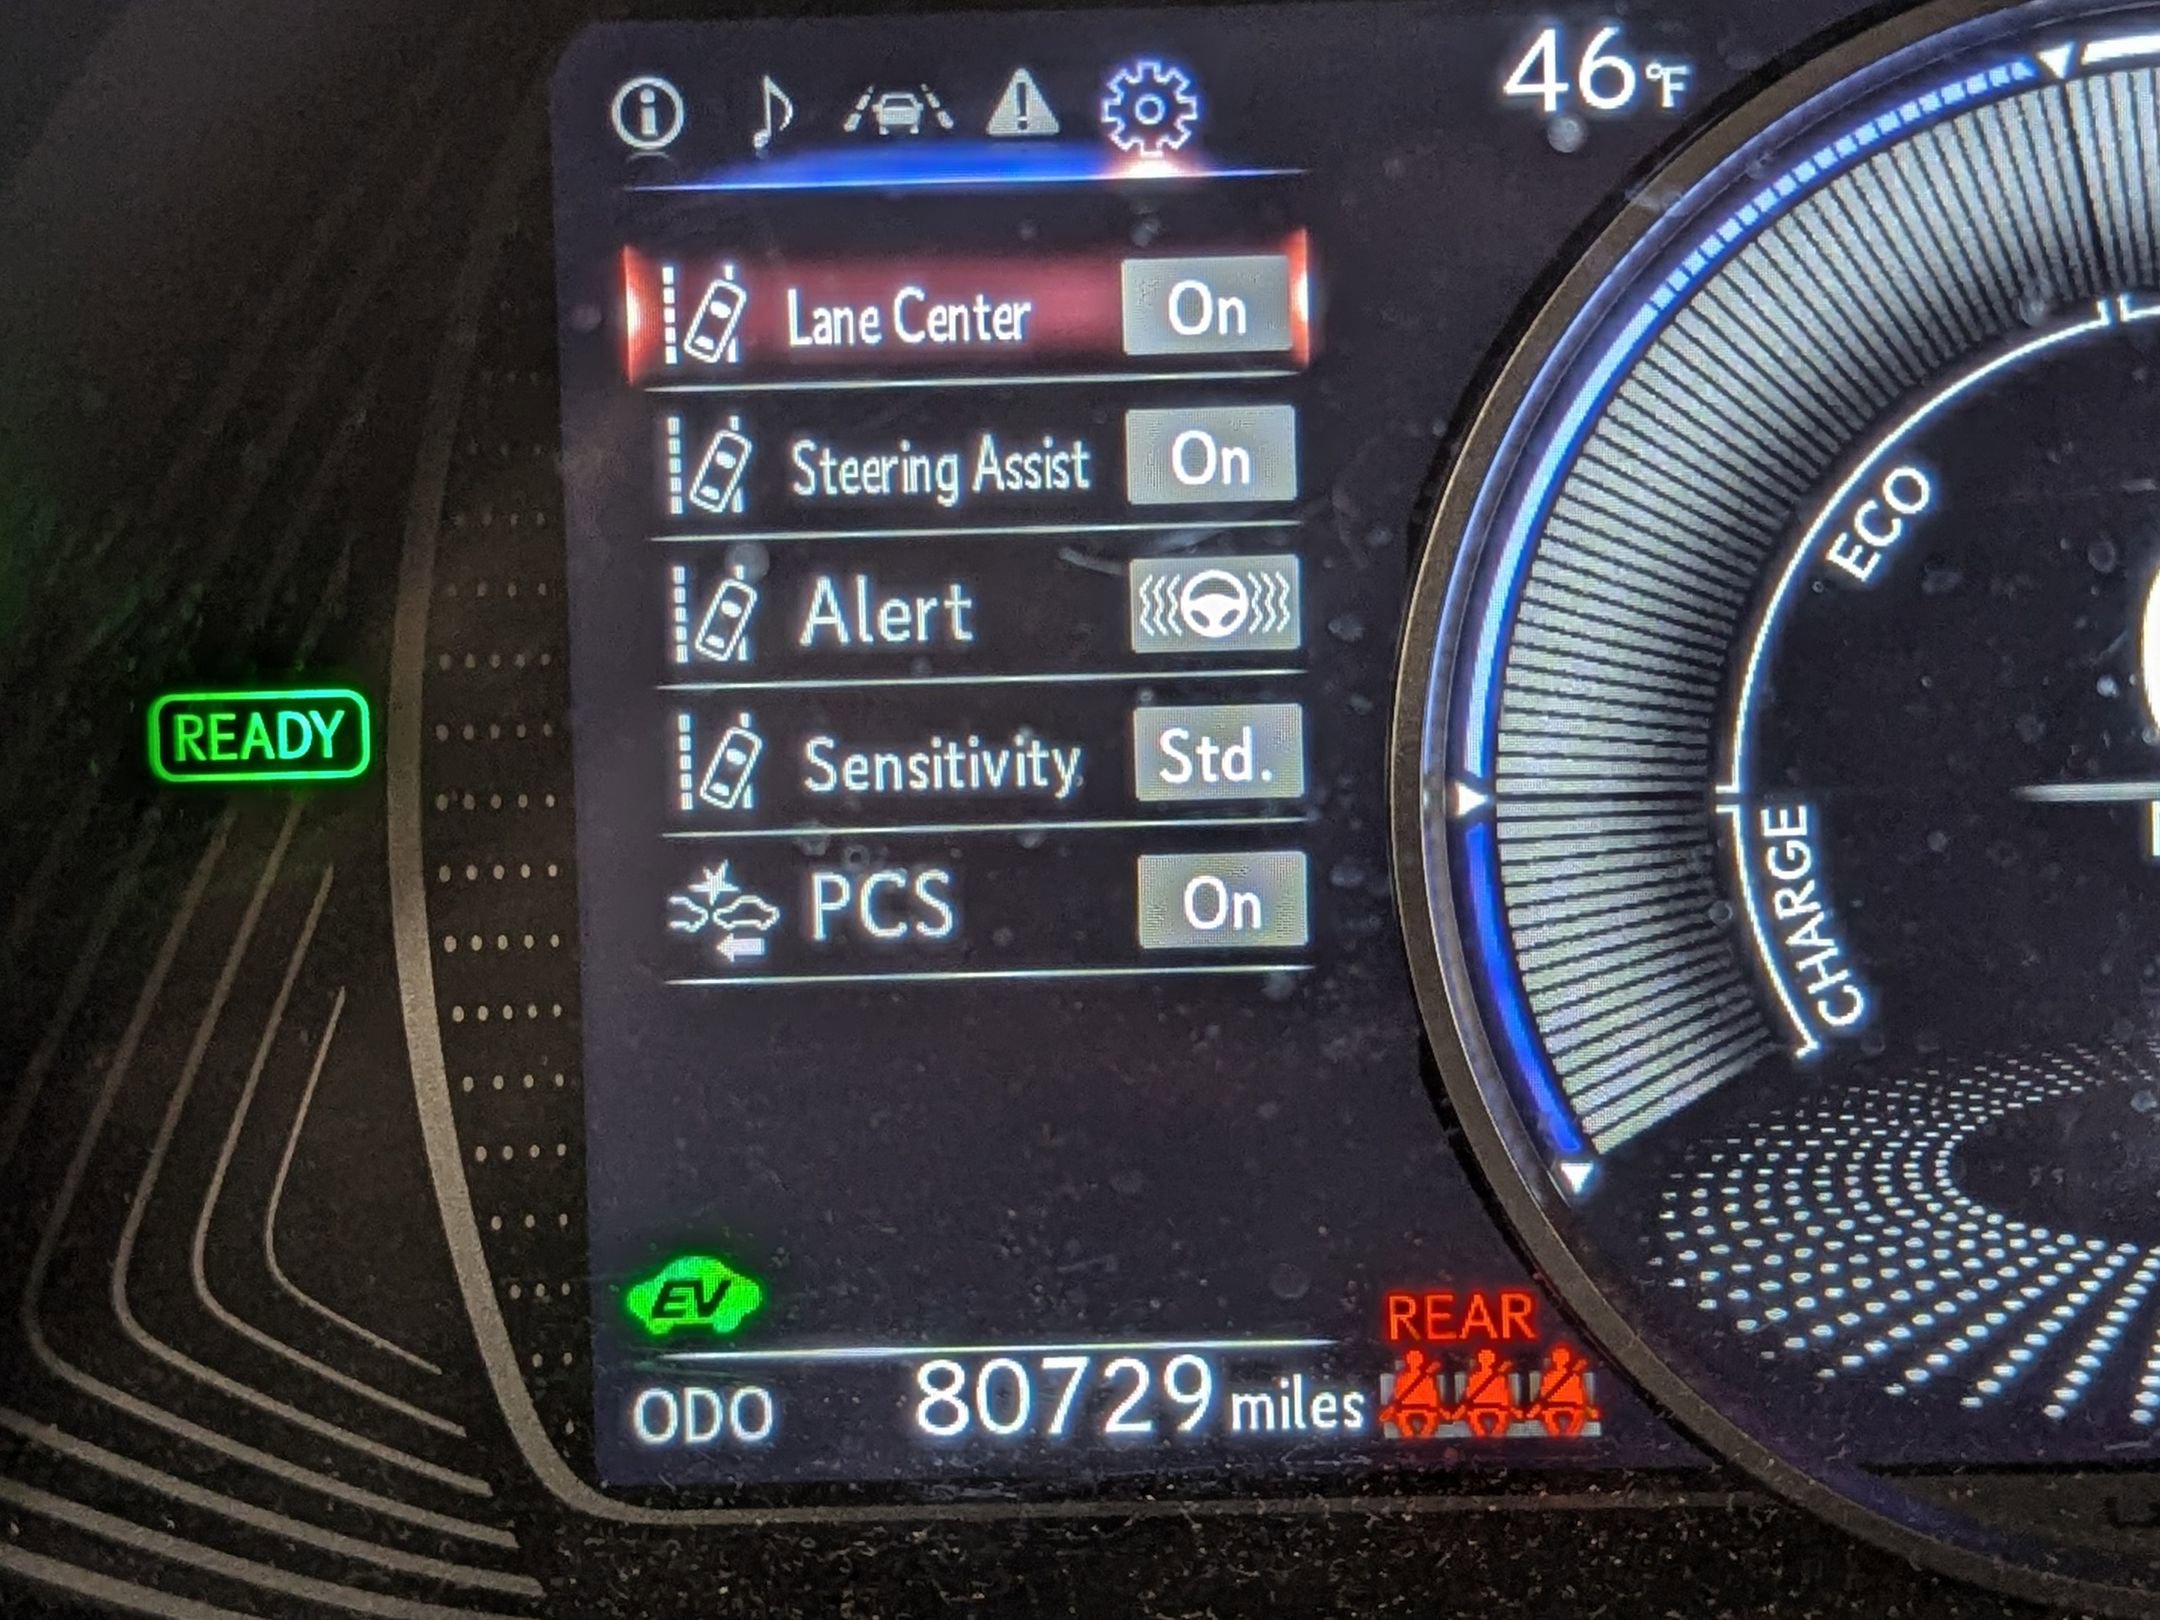 46°F
Lane Center On
Steering Assist On
Alert
Sensitivity Std.
PCS On
READY
ECO
CHARGE
EV
REAR
ODO 80729 miles